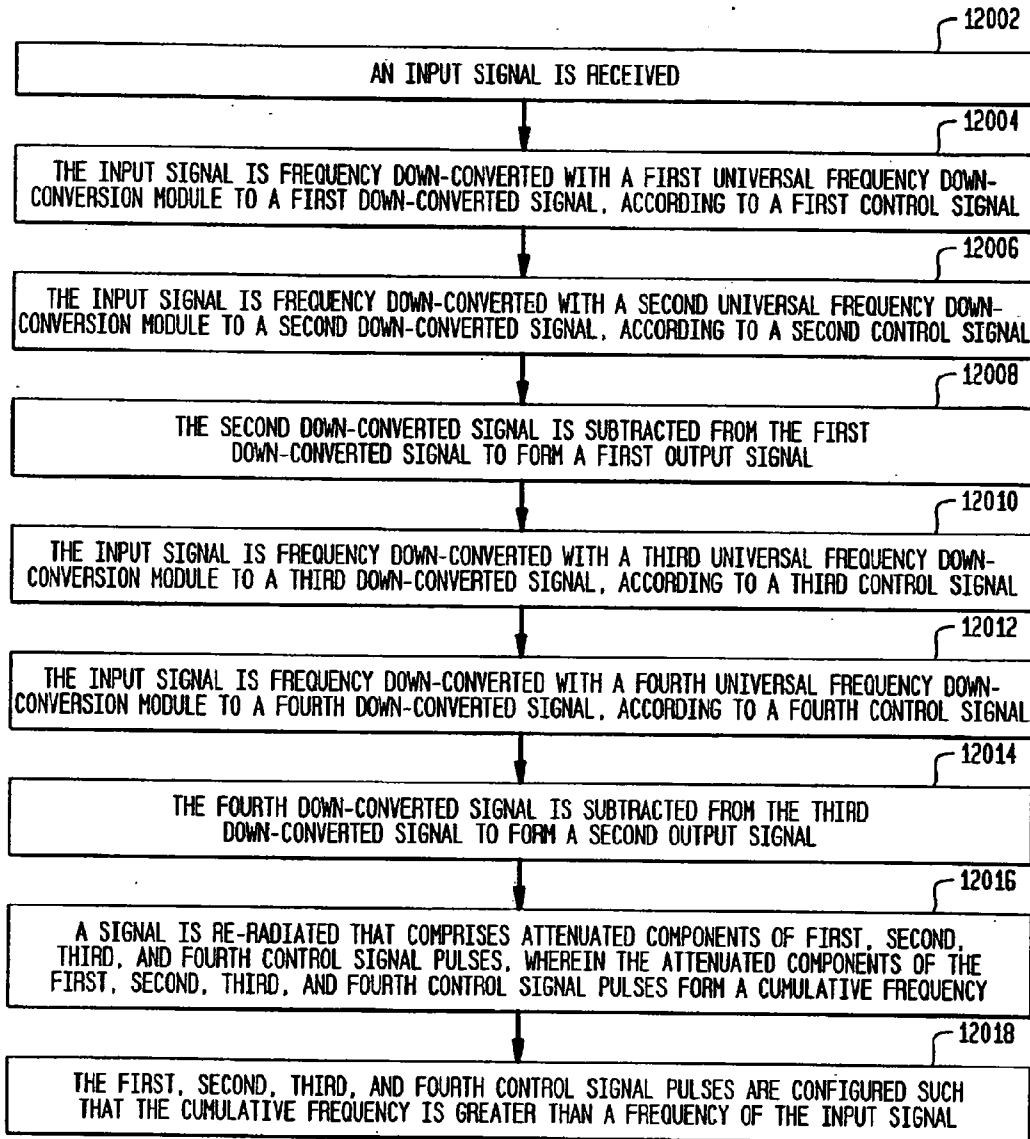 12002
AN INPUT SIGNAL IS RECEIVED
12004
THE INPUT SIGNAL IS FREQUENCY DOWN-CONVERTED WITH A FIRST UNIVERSAL FREQUENCY DOWN-
CONVERSION MODULE TO A FIRST DOWN-CONVERTED SIGNAL, ACCORDING TO A FIRST CONTROL SIGNAL
12006
THE INPUT SIGNAL IS FREQUENCY DOWN-CONVERTED WITH A SECOND UNIVERSAL FREQUENCY DOWN-
CONVERSION MODULE TO A SECOND DOWN-CONVERTED SIGNAL, ACCORDING TO A SECOND CONTROL SIGNAL
12008
THE SECOND DOWN-CONVERTED SIGNAL IS SUBTRACTED FROM THE FIRST
DOWN-CONVERTED SIGNAL TO FORM A FIRST OUTPUT SIGNAL
12010
THE INPUT SIGNAL IS FREQUENCY DOWN-CONVERTED WITH A THIRD UNIVERSAL FREQUENCY DOWN-
CONVERSION MODULE TO A THIRD DOWN-CONVERTED SIGNAL, ACCORDING TO A THIRD CONTROL SIGNAL
12012
THE INPUT SIGNAL IS FREQUENCY DOWN-CONVERTED WITH A FOURTH UNIVERSAL FREQUENCY DOWN-
CONVERSION MODULE TO A FOURTH DOWN-CONVERTED SIGNAL, ACCORDING TO A FOURTH CONTROL SIGNAL
12014
THE FOURTH DOWN-CONVERTED SIGNAL IS SUBTRACTED FROM THE THIRD
DOWN-CONVERTED SIGNAL TO FORM A SECOND OUTPUT SIGNAL
12016
A SIGNAL IS RE-RADIATED THAT COMPRISES ATTENUATED COMPONENTS OF FIRST, SECOND,
THIRD, AND FOURTH CONTROL SIGNAL PULSES, WHEREIN THE ATTENUATED COMPONENTS OF THE
FIRST, SECOND, THIRD, AND FOURTH CONTROL SIGNAL PULSES FORM A CUMULATIVE FREQUENCY
12018
THE FIRST, SECOND, THIRD, AND FOURTH CONTROL SIGNAL PULSES ARE CONFIGURED SUCH
THAT THE CUMULATIVE FREQUENCY IS GREATER THAN A FREQUENCY OF THE INPUT SIGNAL